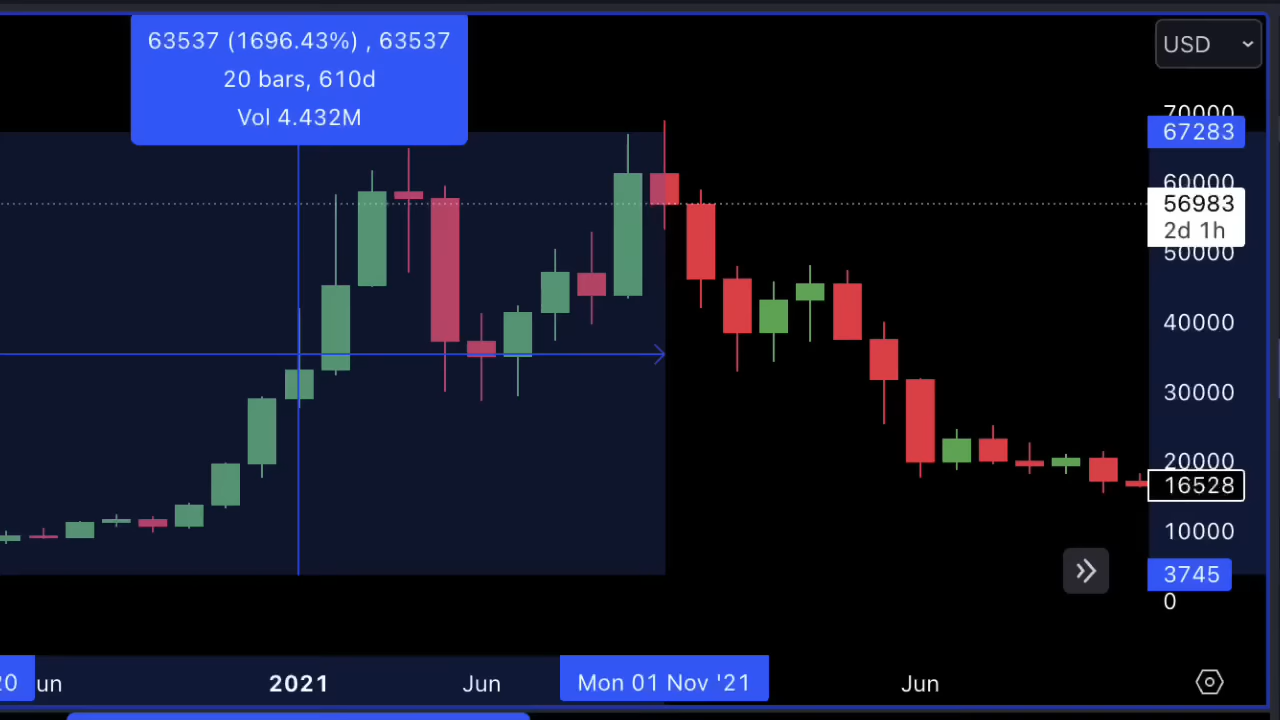 63537 (1696.43%) , 63537
20 bars, 610d
Vol 4.432M
USD
70000
67283
60000
56983
2d 1h
50000
40000
30000
20000
16528
10000
3745
0
20 un 2021 Jun Mon 01 Nov '21 Jun